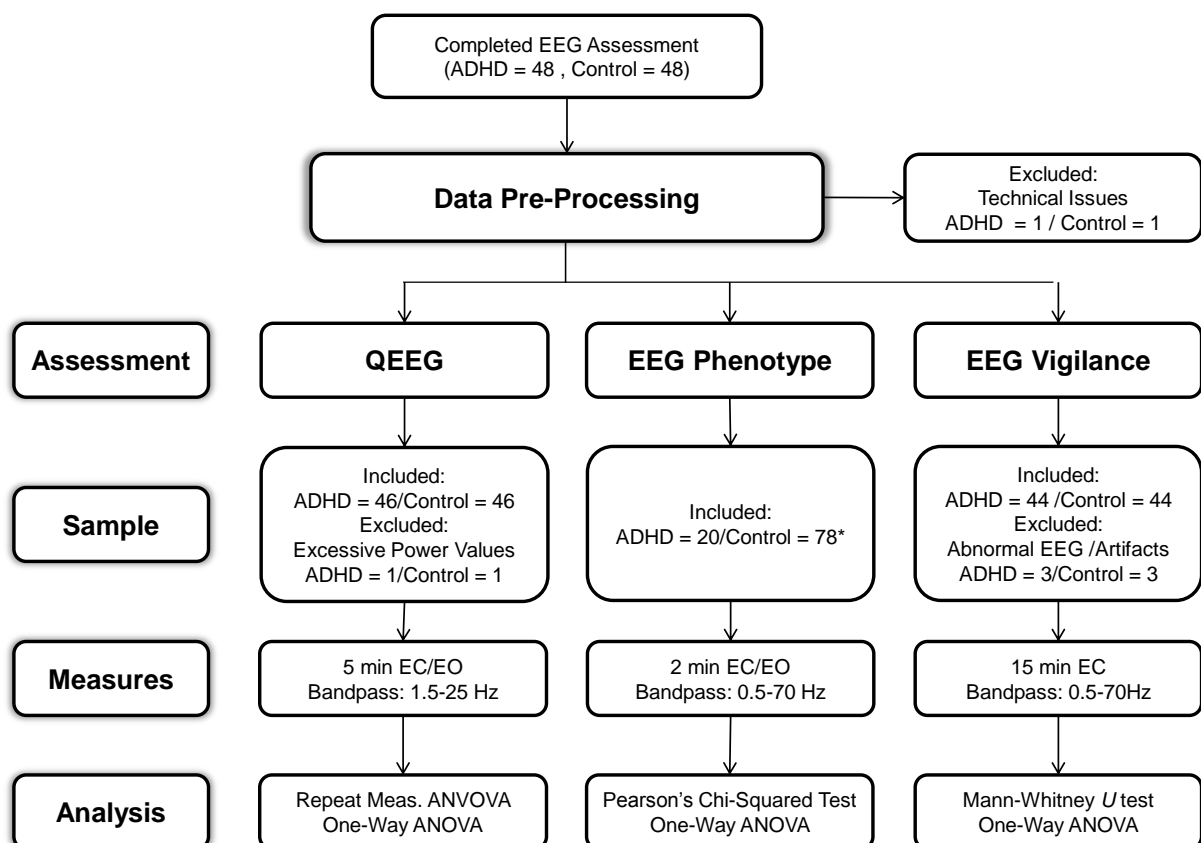 Completed EEG Assessment
(ADHD = 48 , Control = 48)
Data Pre-Processing
Excluded:
Technical Issues
ADHD = 1 / Control = 1
Assessment
QEEG
EEG Phenotype
EEG Vigilance
Sample
Included:
ADHD = 46/Control = 46
Excluded:
Excessive Power Values
ADHD = 1/Control = 1
Included:
ADHD = 20/Control = 78*
Included:
ADHD = 44 /Control = 44
Excluded:
Abnormal EEG /Artifacts
ADHD = 3/Control = 3
Measures
5 min EC/EO
Bandpass: 1.5-25 Hz
2 min EC/EO
Bandpass: 0.5-70 Hz
15 min EC
Bandpass: 0.5-70Hz
Analysis
Repeat Meas. ANVOVA
One-Way ANOVA
Pearson's Chi-Squared Test
One-Way ANOVA
Mann-Whitney U test
One-Way ANOVA